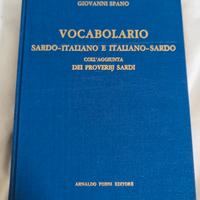 GIOVANNI SPANO
VOCABOLARIO
SARDO-ITALIANO E ITALIANO-SARDO
COLL'AGGIUNTA
DEI PROVERBJ SARDI
ARNALDO FORNI EDITORE